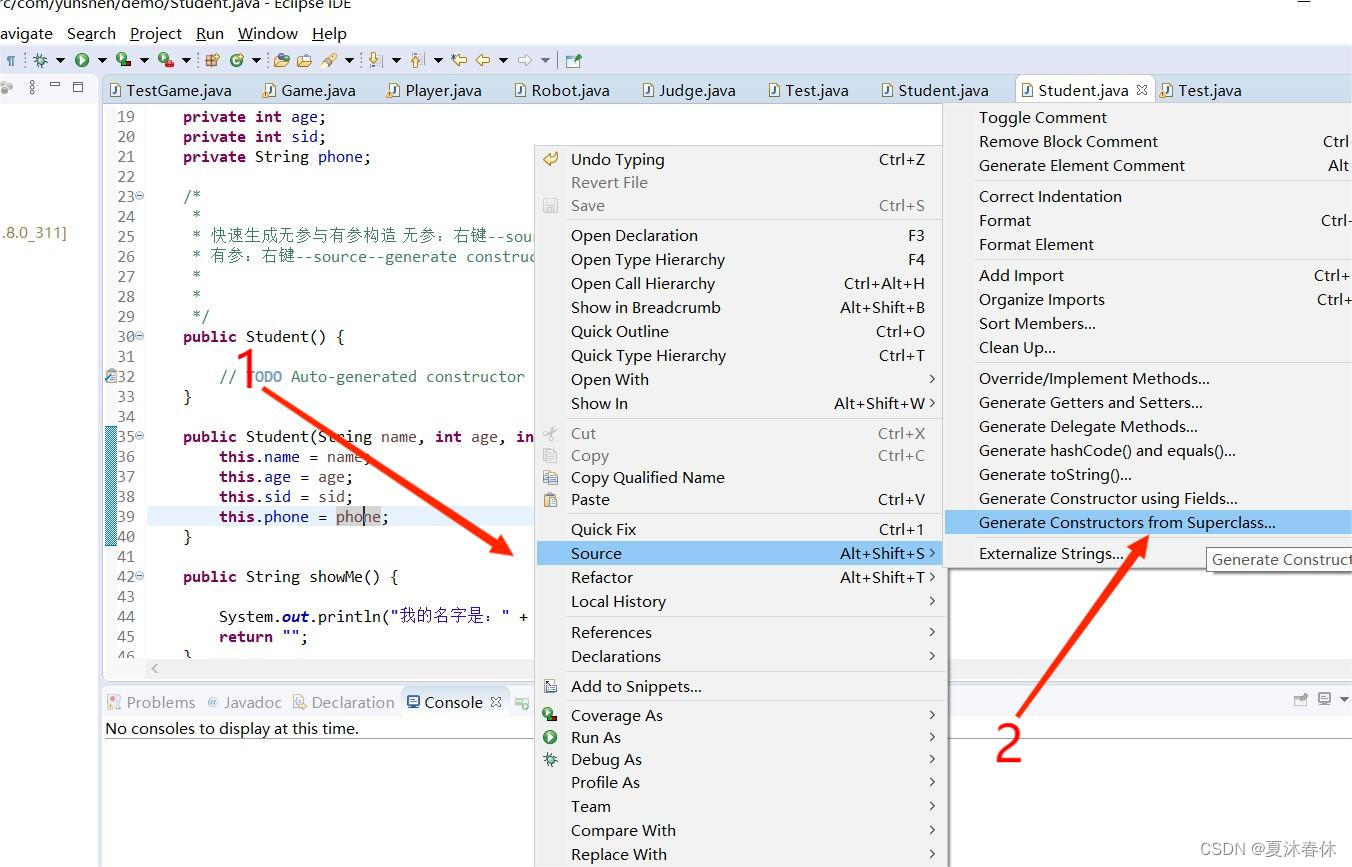 rc/com/yunshen/demo/Student.java - Eclipse IDE
avigate Search Project Run Window Help
TestGame.java Game.java Player.java Robot.java Judge.java Test.java Student.java Student.java Test.java
.8.0_311]
19 private int age;
20 private int sid;
21 private String phone;
22
23 /*
24 *
25 * 快速生成无参与有参构造 无参：右键--sou
26 * 有参：右键--source--generate construc
27 *
28 *
29 */
30 public Student() {
31
32 // TODO Auto-generated constructor
33 }
34
35 public Student(String name, int age, in
36 this.name = name;
37 this.age = age;
38 this.sid = sid;
39 this.phone = phone;
40 }
41
42 public String showMe() {
43
44 System.out.println("我的名字是：" +
45 return "";
46 }
1
Undo Typing Ctrl+Z
Revert File
Save Ctrl+S
Open Declaration F3
Open Type Hierarchy F4
Open Call Hierarchy Ctrl+Alt+H
Show in Breadcrumb Alt+Shift+B
Quick Outline Ctrl+O
Quick Type Hierarchy Ctrl+T
Open With
Show In Alt+Shift+W
Cut Ctrl+X
Copy Ctrl+C
Copy Qualified Name
Paste Ctrl+V
Quick Fix Ctrl+1
Source Alt+Shift+S
Refactor Alt+Shift+T
Local History
References
Declarations
Add to Snippets...
Coverage As
Run As
Debug As
Profile As
Team
Compare With
Replace With
Toggle Comment
Remove Block Comment Ctrl
Generate Element Comment Alt
Correct Indentation
Format Ctrl-
Format Element
Add Import Ctrl+
Organize Imports Ctrl+
Sort Members...
Clean Up...
Override/Implement Methods...
Generate Getters and Setters...
Generate Delegate Methods...
Generate hashCode() and equals()...
Generate toString()...
Generate Constructor using Fields...
Generate Constructors from Superclass...
Externalize Strings...
Generate Construct
2
Problems Javadoc Declaration Console
No consoles to display at this time.
CSDN @夏沐春休